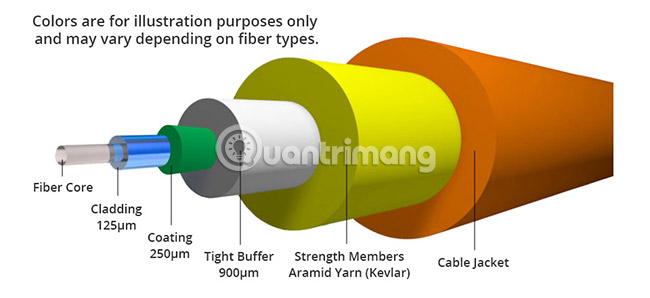 Colors are for illustration purposes only
and may vary depending on fiber types.
Quantrimang
Fiber Core
Cladding
125μm
Coating
250μm
Tight Buffer
900μm
Strength Members
Aramid Yarn (Kevlar)
Cable Jacket